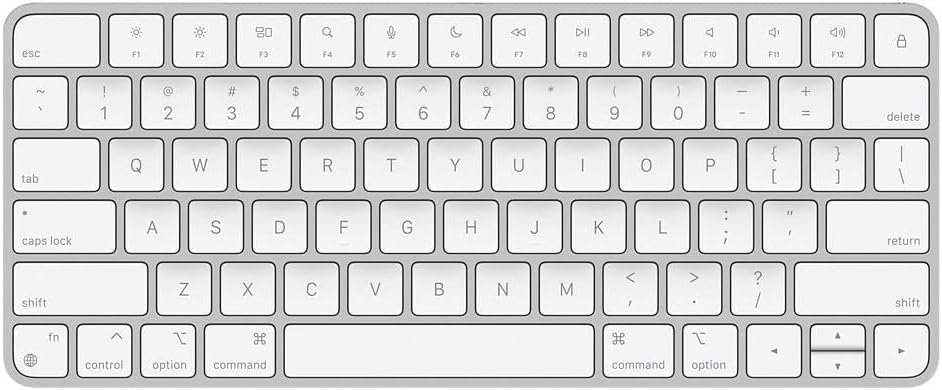 esc F1 F2 F3 F4 F5 F6 F7 F8 F9 F10 F11 F12
~ ` ! 1 @ 2 # 3 $ 4 % 5 ^ 6 & 7 * 8 ( 9 ) 0 — - + = delete
tab Q W E R T Y U I O P { [ } ] | \
caps lock A S D F G H J K L : ; " ' return
shift Z X C V B N M < , > . ? / shift
fn control option ⌥ command ⌘ ⌘ command ⌥ option ◂ ▴ ▾ ▸